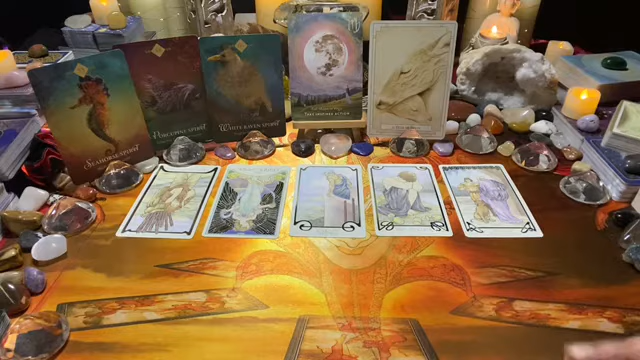 SEAHORSE SPIRIT
PORCUPINE SPIRIT
WHITE RAVEN SPIRIT
TAKE INSPIRED ACTION